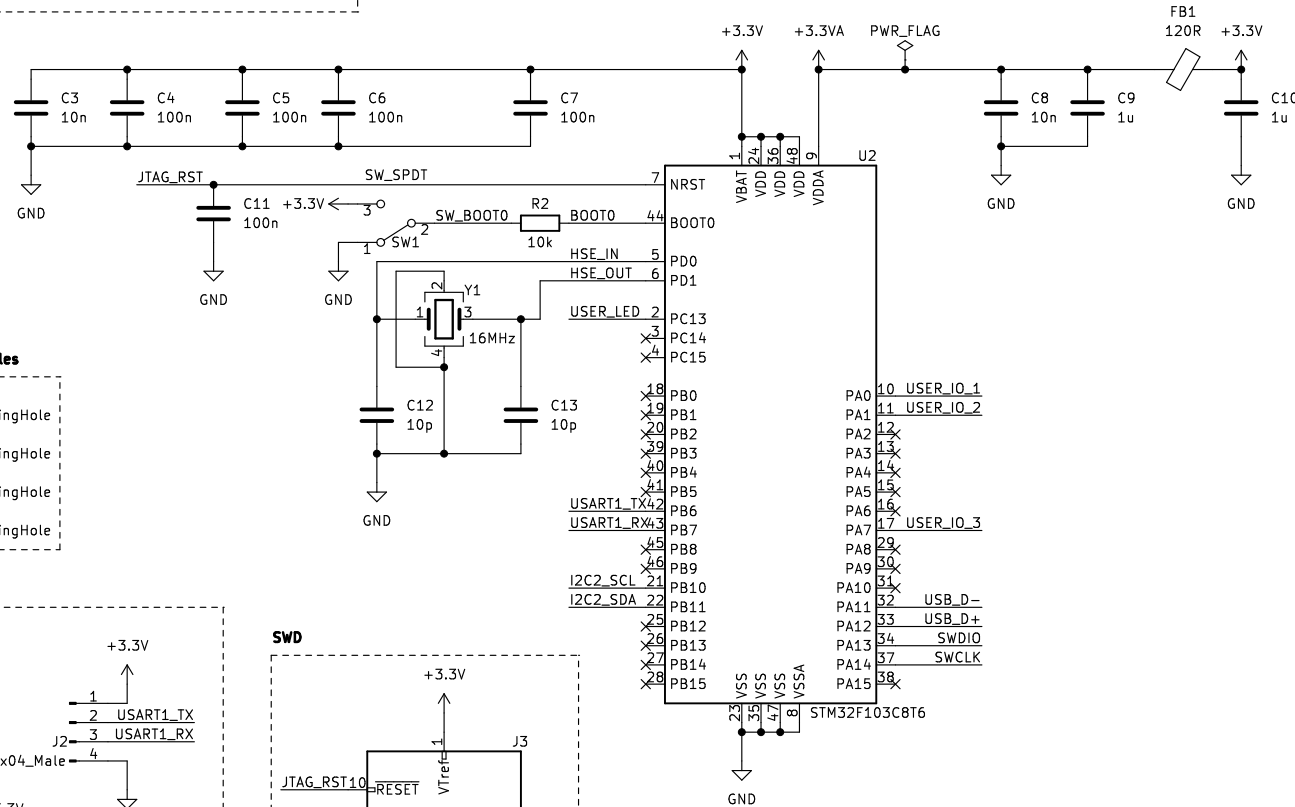 FB1
120R
+3.3V
+3.3VA
PWR_FLAG
+3.3V
C3
10n
C4
100n
C5
100n
C6
100n
C7
100n
C8
10n
C9
1u
C10
1u
GND
GND
GND
JTAG_RST
SW_SPDT
C11
100n
+3.3V
3
2
1
SW1
SW_BOOT0
R2
10k
BOOT0
GND
GND
HSE_IN
HSE_OUT
Y1
16MHz
1
2
3
4
C12
10p
C13
10p
GND
USER_LED
U2
1 VBAT
24 VDD
36 VDD
48 VDD
9 VDDA
7 NRST
44 BOOT0
5 PD0
6 PD1
2 PC13
3 PC14
4 PC15
18 PB0
19 PB1
20 PB2
39 PB3
40 PB4
41 PB5
USART1_TX 42 PB6
USART1_RX 43 PB7
45 PB8
46 PB9
I2C2_SCL 21 PB10
I2C2_SDA 22 PB11
25 PB12
26 PB13
27 PB14
28 PB15
PA0 10 USER_IO_1
PA1 11 USER_IO_2
PA2 12
PA3 13
PA4 14
PA5 15
PA6 16
PA7 17 USER_IO_3
PA8 29
PA9 30
PA10 31
PA11 32 USB_D-
PA12 33 USB_D+
PA13 34 SWDIO
PA14 37 SWCLK
PA15 38
23 VSS
35 VSS
47 VSS
8 VSSA
STM32F103C8T6
GND
les
ingHole
ingHole
ingHole
ingHole
+3.3V
1
2 USART1_TX
J2 3 USART1_RX
x04_Male 4
SWD
+3.3V
1
J3
VTref
JTAG_RST 10 RESET